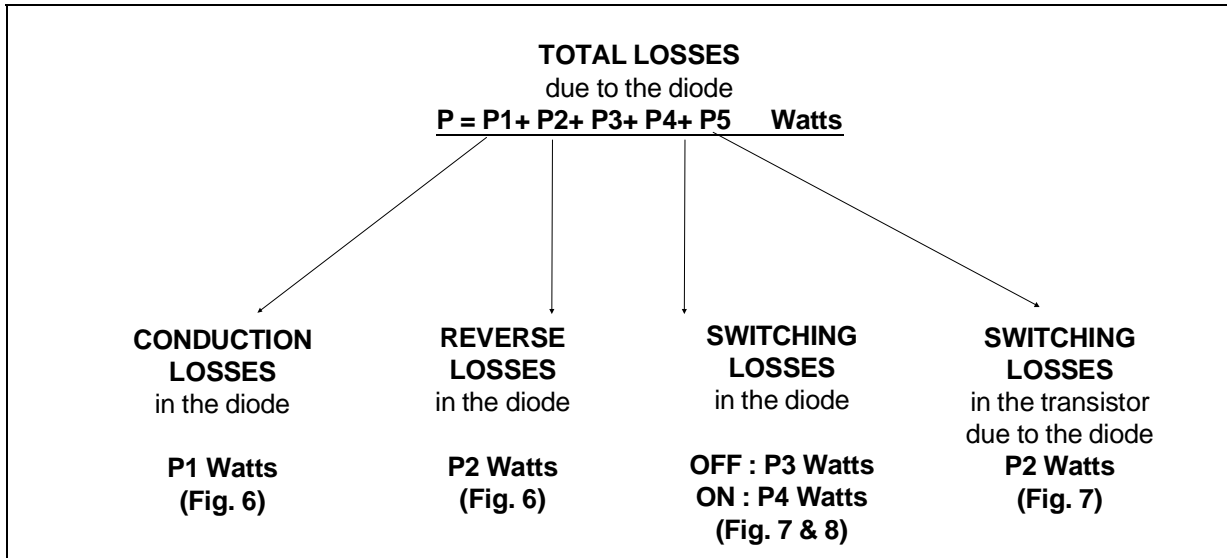 TOTAL LOSSES
due to the diode
P = P1+ P2+ P3+ P4+ P5 Watts
CONDUCTION
LOSSES
in the diode
P1 Watts
(Fig. 6)
REVERSE
LOSSES
in the diode
P2 Watts
(Fig. 6)
SWITCHING
LOSSES
in the diode
OFF : P3 Watts
ON : P4 Watts
(Fig. 7 & 8)
SWITCHING
LOSSES
in the transistor
due to the diode
P2 Watts
(Fig. 7)